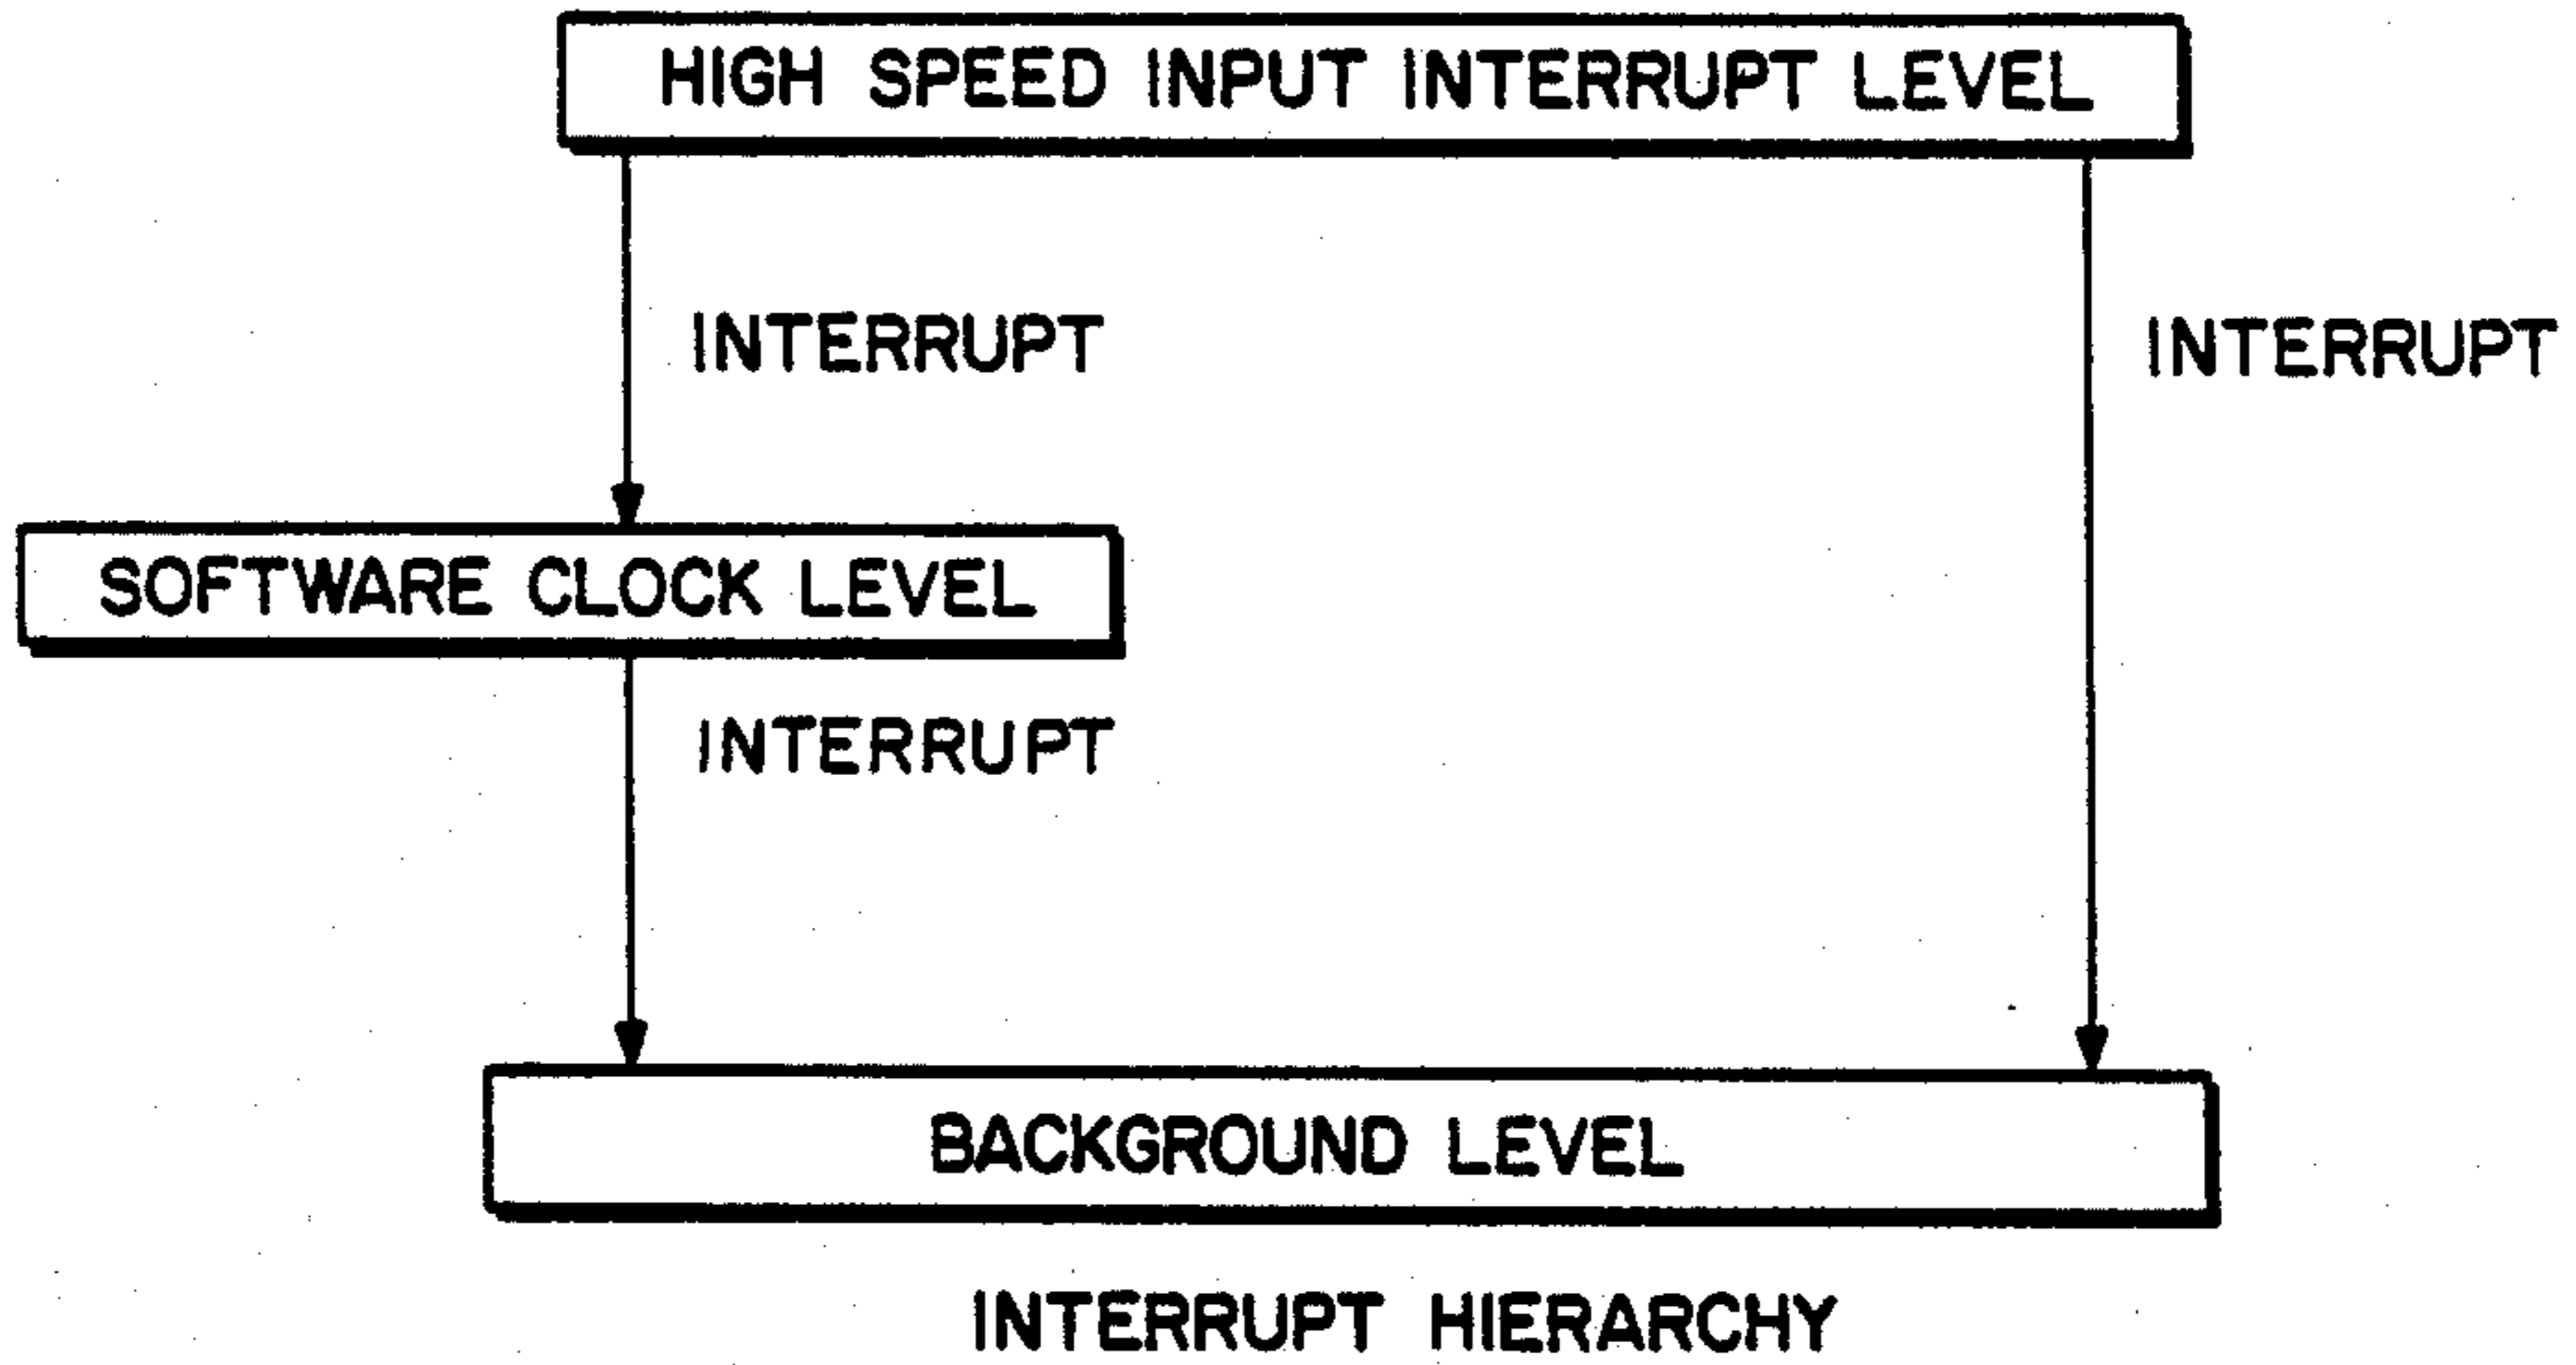 HIGH SPEED INPUT INTERRUPT LEVEL
INTERRUPT
INTERRUPT
SOFTWARE CLOCK LEVEL
INTERRUPT
BACKGROUND LEVEL
INTERRUPT HIERARCHY